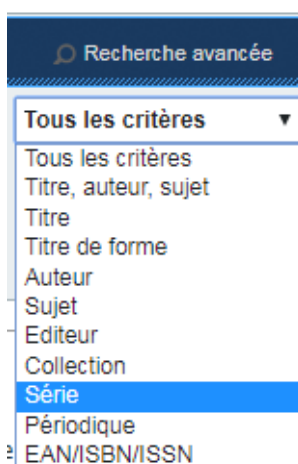 Recherche avancée
Tous les critères
Tous les critères
Titre, auteur, sujet
Titre
Titre de forme
Auteur
Sujet
Editeur
Collection
Série
Périodique
EAN/ISBN/ISSN